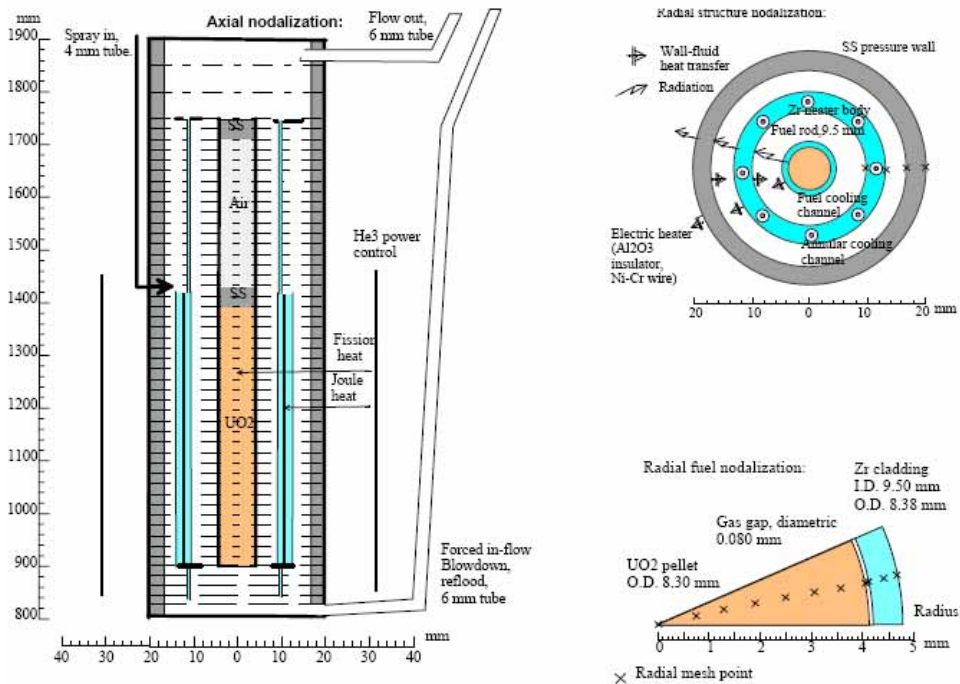 mm
Axial nodalization:
Flow out,
6 mm tube
Spray in,
4 mm tube.
1900
1800
1700
1600
1500
1400
1300
1200
1100
1000
900
800
SS
Air
SS
UO2
He3 power
control
Fission
heat
Joule
heat
Forced in-flow
Blowdown,
reflood,
6 mm tube
mm
40 20 0 20 40
Radial structure nodalization:
Wall-fluid
heat transfer
Radiation
SS pressure wall
Zr heater body
Fuel rod,9.5 mm
Fuel cooling
channel
Annular cooling
channel
Electric heater
(Al2O3
insulator,
Ni-Cr wire)
20 10 0 10 20 mm
Radial fuel nodalization:
Zr cladding
I.D. 9.50 mm
O.D. 8.38 mm
Gas gap, diametric
0.080 mm
UO2 pellet
O.D. 8.30 mm
Radius
0 1 2 3 4 5
mm
Radial mesh point